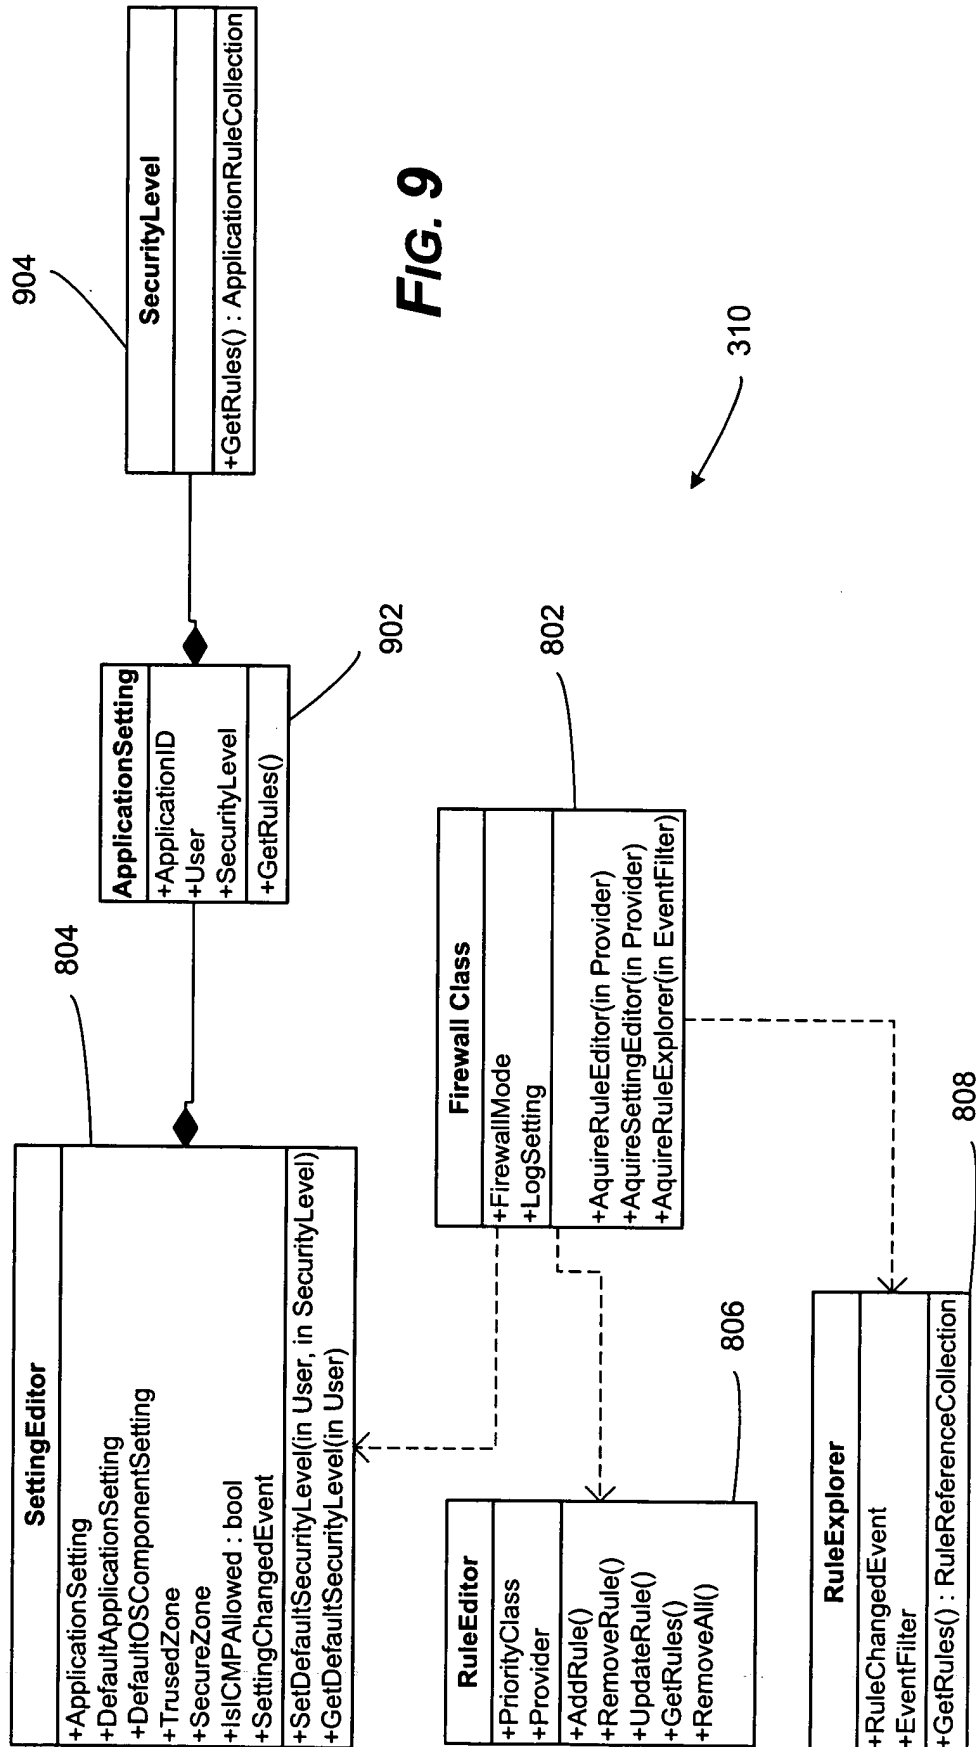 804
SettingEditor
+ApplicationSetting
+DefaultApplicationSetting
+DefaultOSComponentSetting
+TrusedZone
+SecureZone
+IsICMPAllowed : bool
+SettingChangedEvent
+SetDefaultSecurityLevel(in User, in SecurityLevel)
+GetDefaultSecurityLevel(in User)
ApplicationSetting
+ApplicationID
+User
+SecurityLevel
+GetRules()
902
904
SecurityLevel
+GetRules() : ApplicationRuleCollection
Firewall Class
+FirewallMode
+LogSetting
+AquireRuleEditor(in Provider)
+AquireSettingEditor(in Provider)
+AquireRuleExplorer(in EventFilter)
802
RuleEditor
+PriorityClass
+Provider
+AddRule()
+RemoveRule()
+UpdateRule()
+GetRules()
+RemoveAll()
806
RuleExplorer
+RuleChangedEvent
+EventFilter
+GetRules() : RuleReferenceCollection
808
310
FIG. 9